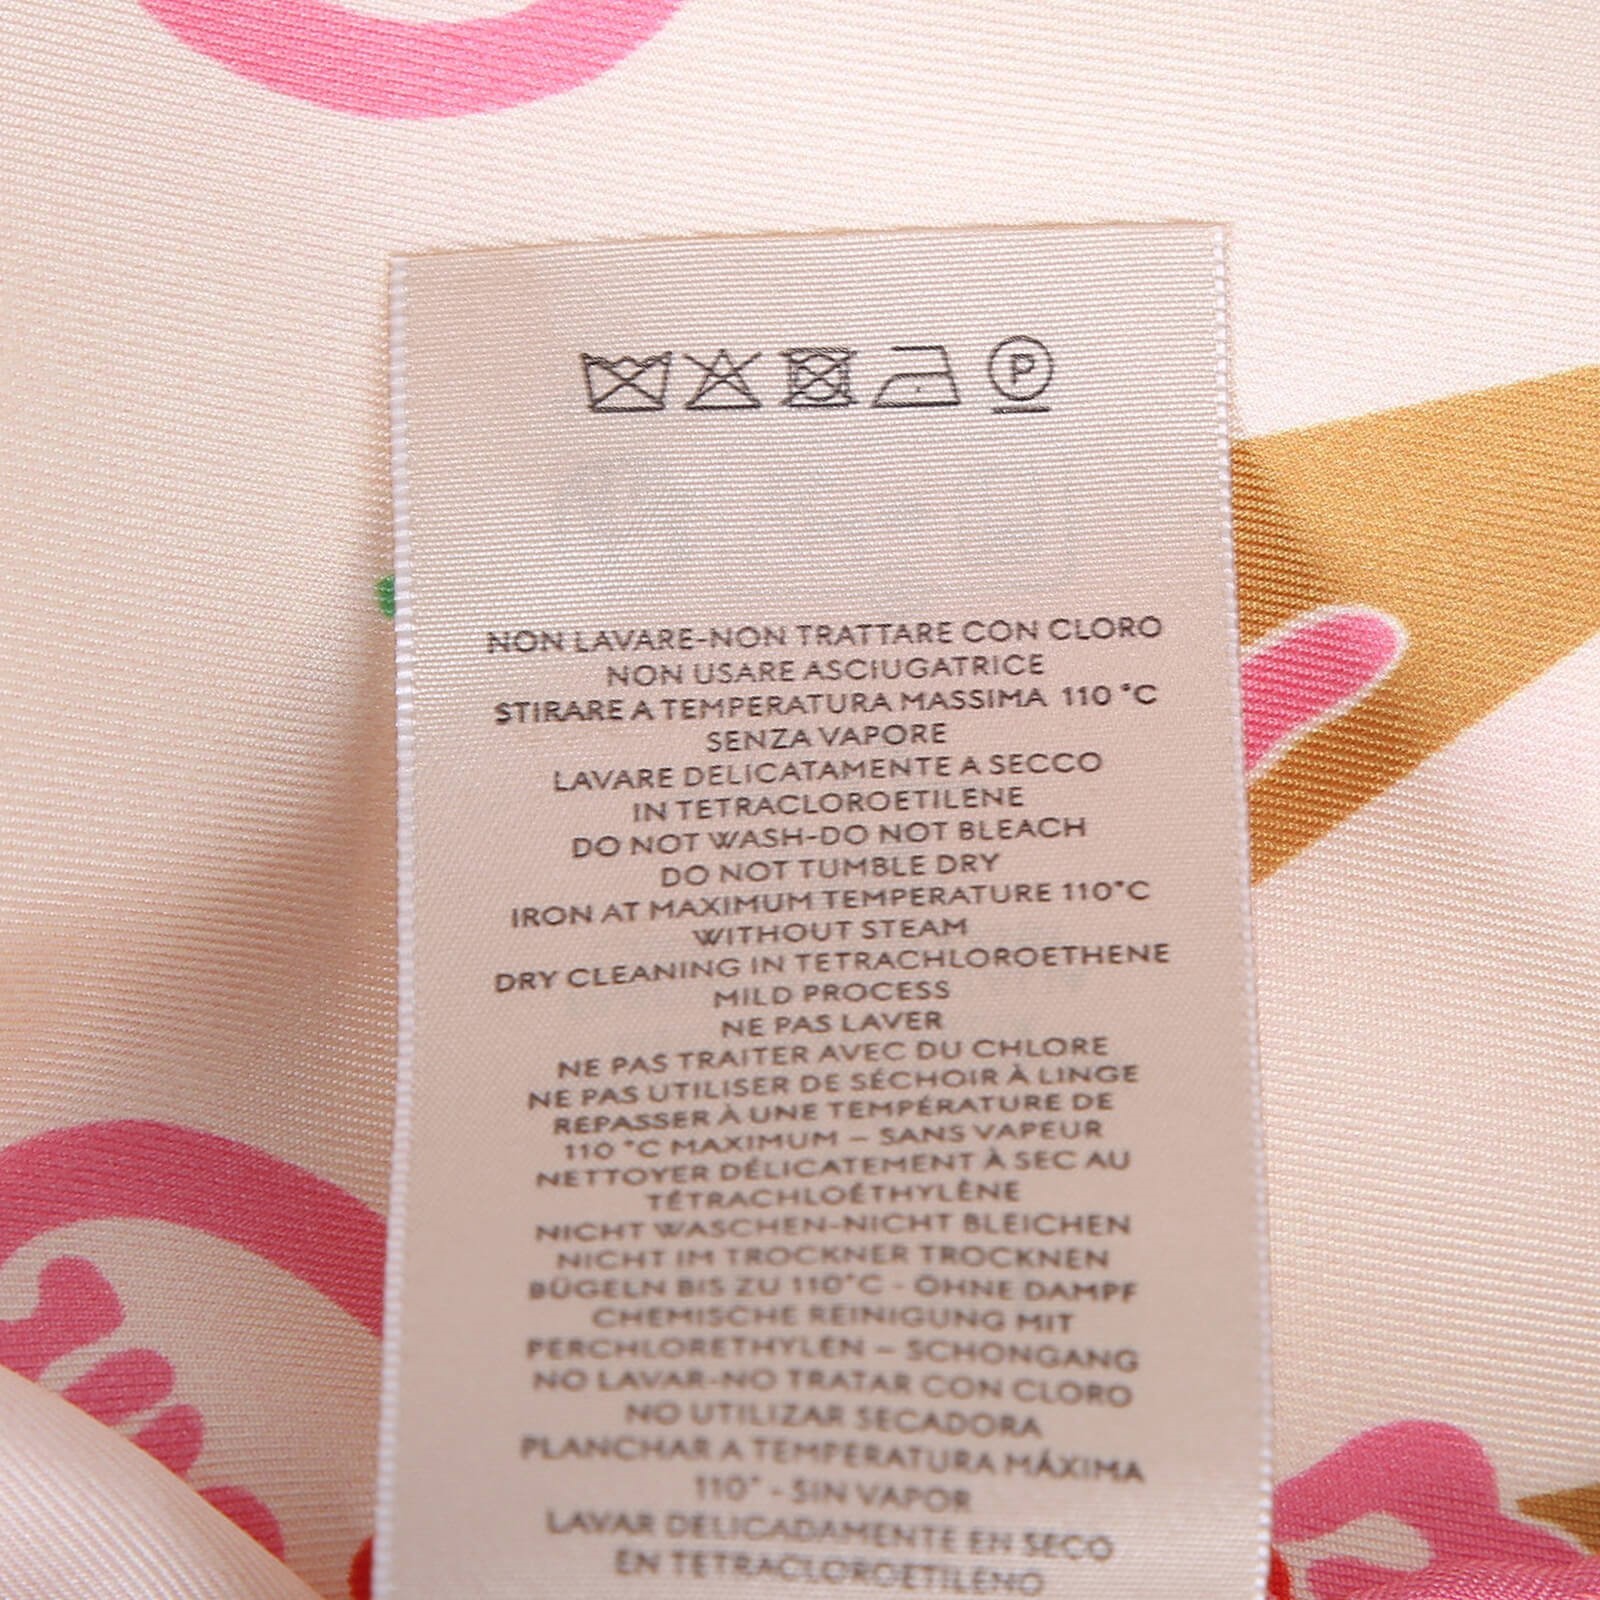 P
NON LAVARE-NON TRATTARE CON CLORO
NON USARE ASCIUGATRICE
STIRARE A TEMPERATURA MASSIMA 110 °C
SENZA VAPORE
LAVARE DELICATAMENTE A SECCO
IN TETRACLOROETILENE
DO NOT WASH-DO NOT BLEACH
DO NOT TUMBLE DRY
IRON AT MAXIMUM TEMPERATURE 110°C
WITHOUT STEAM
DRY CLEANING IN TETRACHLOROETHENE
MILD PROCESS
NE PAS LAVER
NE PAS TRAITER AVEC DU CHLORE
NE PAS UTILISER DE SÉCHOIR À LINGE
REPASSER À UNE TEMPÉRATURE DE
110 °C MAXIMUM – SANS VAPEUR
NETTOYER DÉLICATEMENT À SEC AU
TÉTRACHLOÉTHYLÈNE
NICHT WASCHEN-NICHT BLEICHEN
NICHT IM TROCKNER TROCKNEN
BÜGELN BIS ZU 110°C - OHNE DAMPF
CHEMISCHE REINIGUNG MIT
PERCHLORETHYLEN – SCHONGANG
NO LAVAR-NO TRATAR CON CLORO
NO UTILIZAR SECADORA
PLANCHAR A TEMPERATURA MÁXIMA
110° - SIN VAPOR
LAVAR DELICADAMENTE EN SECO
EN TETRACLOROETILENO